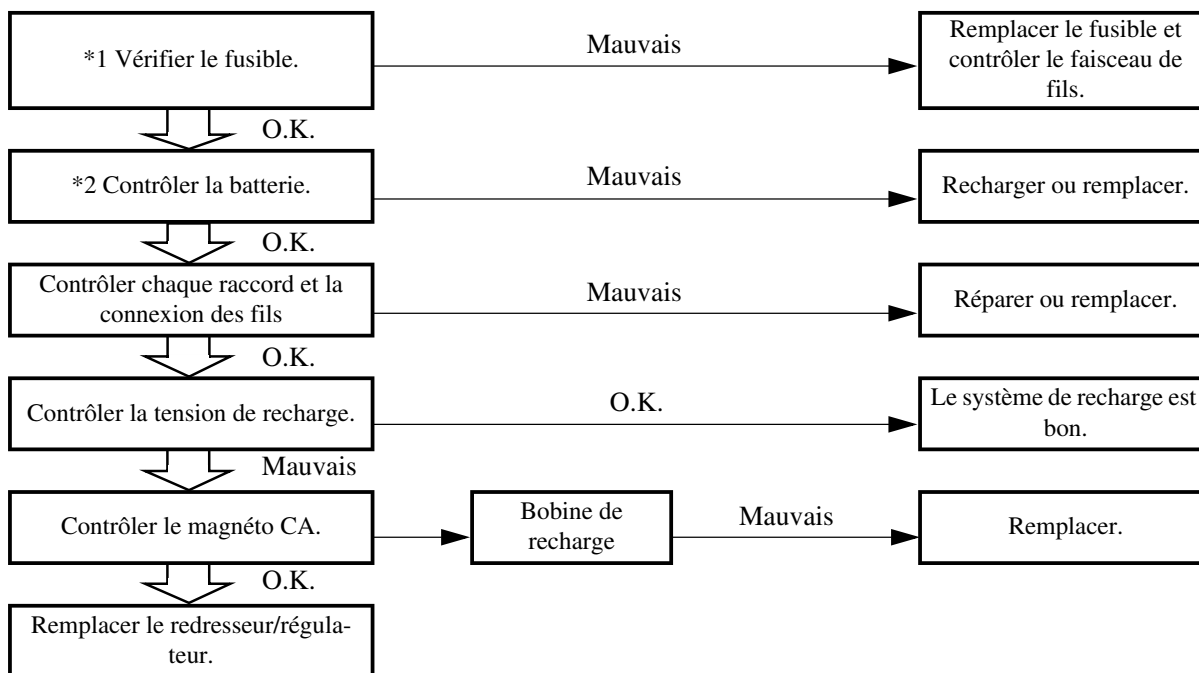 *1 Vérifier le fusible.
Mauvais
Remplacer le fusible et
contrôler le faisceau de
fils.
O.K.
*2 Contrôler la batterie.
Mauvais
Recharger ou remplacer.
O.K.
Contrôler chaque raccord et la
connexion des fils
Mauvais
Réparer ou remplacer.
O.K.
Contrôler la tension de recharge.
O.K.
Le système de recharge est
bon.
Mauvais
Contrôler le magnéto CA.
Bobine de
recharge
Mauvais
Remplacer.
O.K.
Remplacer le redresseur/régula-
teur.